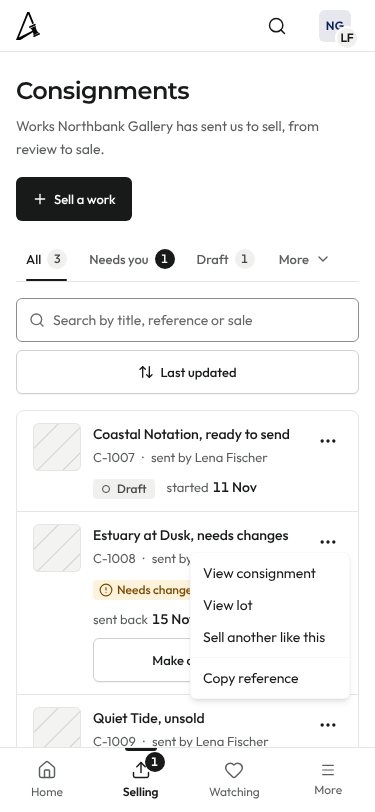 NG
LF
Consignments
Works Northbank Gallery has sent us to sell, from
review to sale.
Sell a work
All 3 Needs you 1 Draft 1 More
Search by title, reference or sale
Last updated
Coastal Notation, ready to send
C-1007 · sent by Lena Fischer
Draft started 11 Nov
Estuary at Dusk, needs changes
C-1008 · sent by
Needs change
sent back 15 No
Make
View consignment
View lot
Sell another like this
Copy reference
Quiet Tide, unsold
C-1009 · sent by Lena Fischer
1
Home Selling Watching More